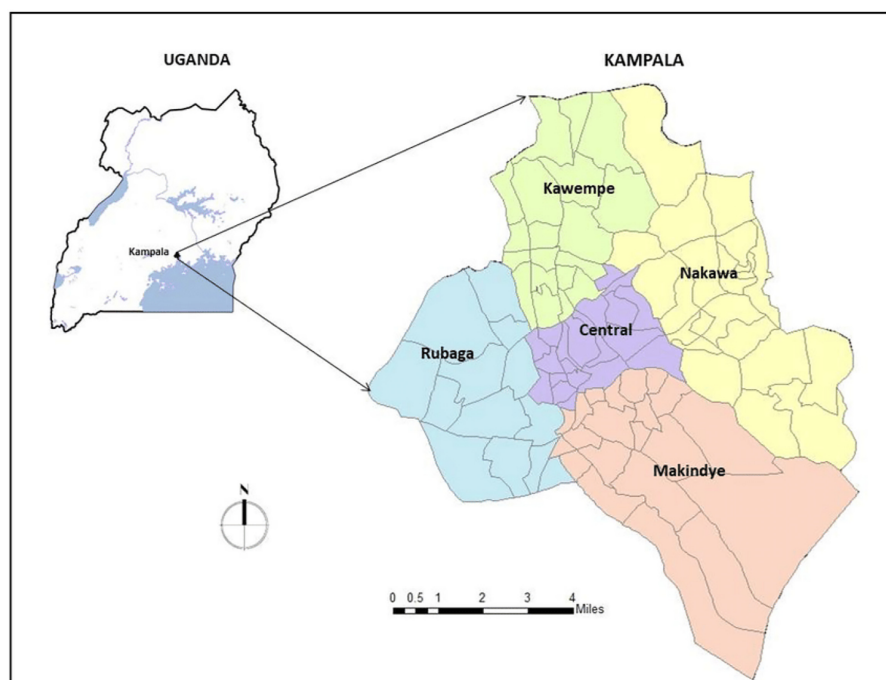 UGANDA
KAMPALA
Kawempe
Kampala
Nakawa
Central
Rubaga
Makindye
N
0 0.5 1 2 3 4
Miles